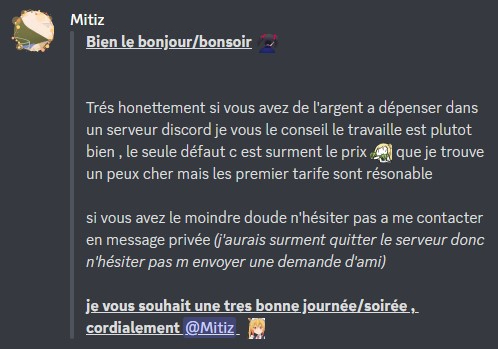 Mitiz
Bien le bonjour/bonsoir
Trés honettement si vous avez de l'argent a dépenser dans
un serveur discord je vous le conseil le travaille est plutot
bien , le seule défaut c est surment le prix que je trouve
un peux cher mais les premier tarife sont résonable
si vous avez le moindre doude n'hésiter pas a me contacter
en message privée (j'aurais surment quitter le serveur donc
n'hésiter pas m envoyer une demande d'ami)
je vous souhait une tres bonne journée/soirée ,
cordialement @Mitiz